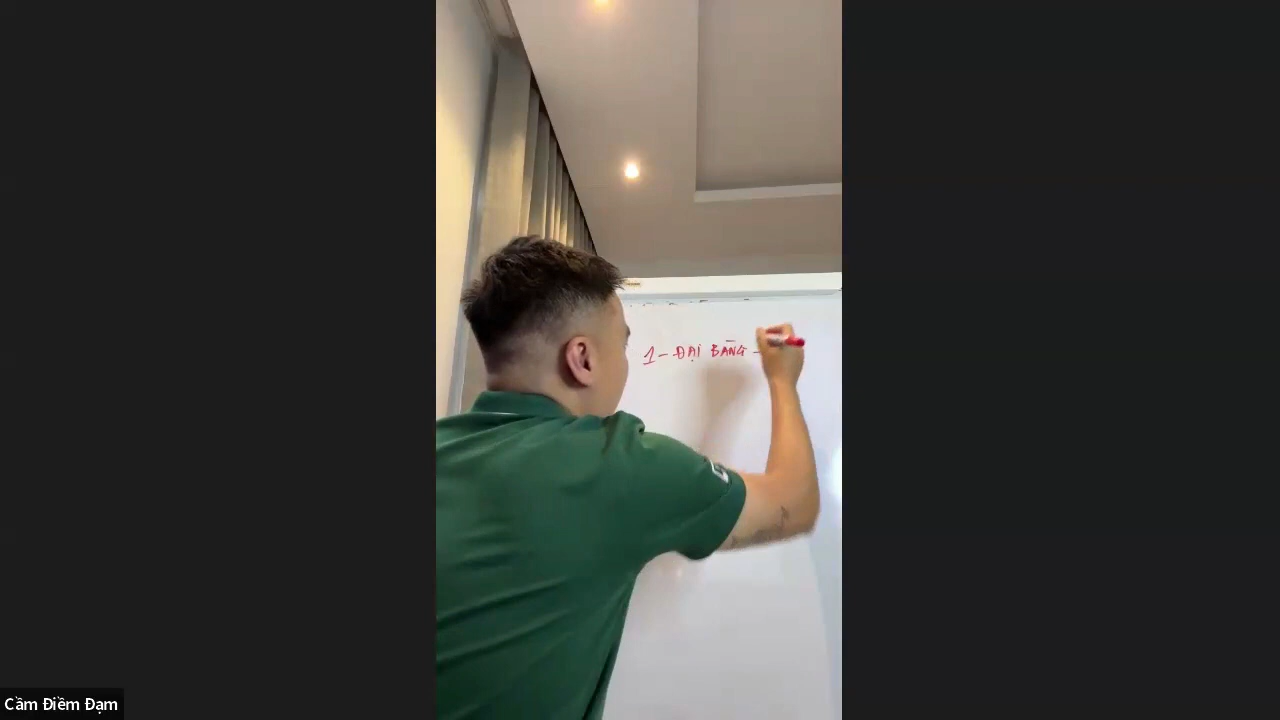 1- ĐẠI BÀNG -
Cầm Điềm Đạm